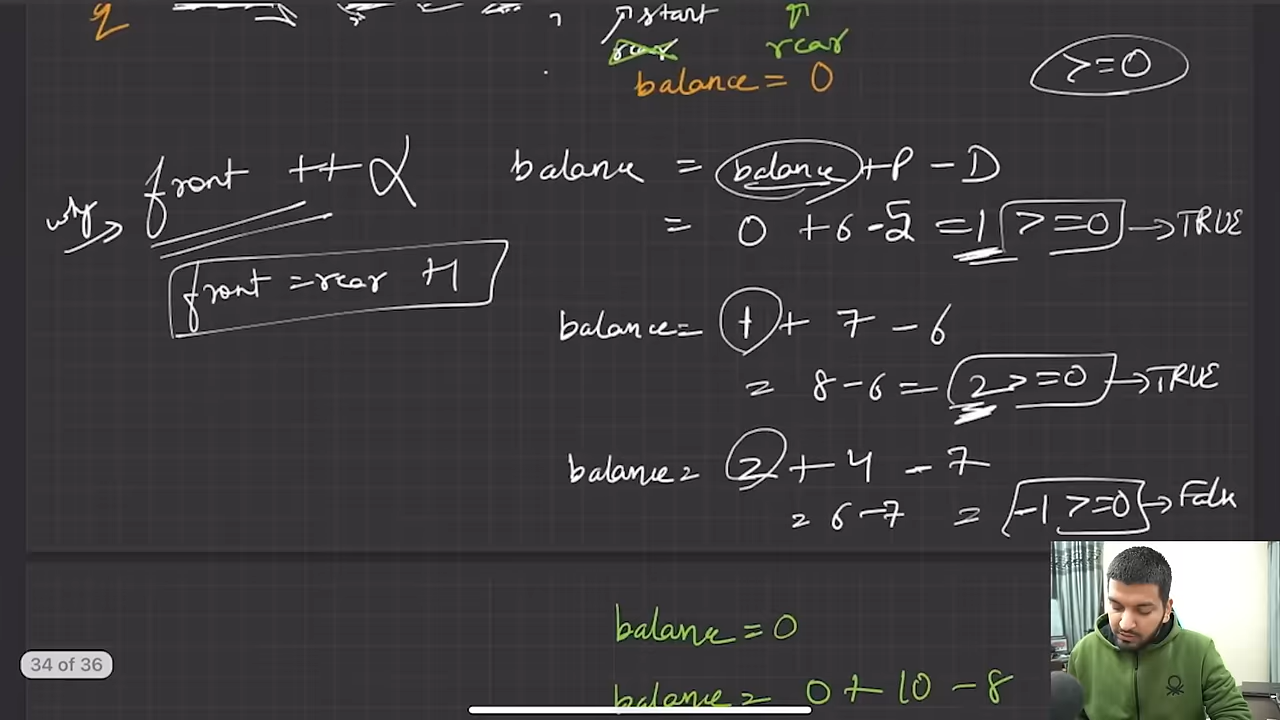 q
start
rear
rear
balance = 0
>=0
front ++ α
why
front = rear +1
balance = balance + P - D
= 0 + 6 - 5 = 1 >=0 → TRUE
balance = 1 + 7 - 6
= 8 - 6 = 2 >=0 → TRUE
balance = 2 + 4 - 7
= 6 - 7 = -1 >=0 → False
balance = 0
balance = 0 + 10 - 8
34 of 36